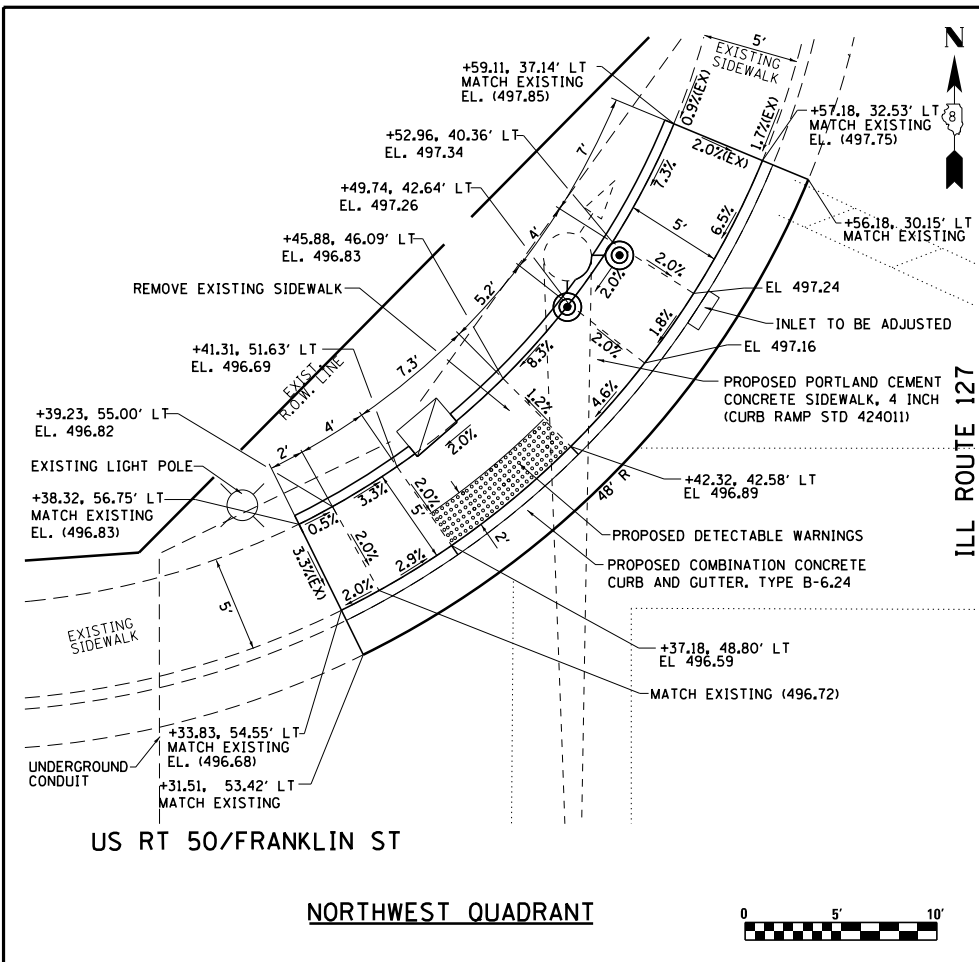 5'
EXISTING
SIDEWALK
N
8
+59.11, 37.14' LT
MATCH EXISTING
EL. (497.85)
0.9%(EX)
1.7%(EX)
+57.18, 32.53' LT
MATCH EXISTING
EL. (497.75)
2.0%(EX)
+52.96, 40.36' LT
EL. 497.34
7'
7.3%
+49.74, 42.64' LT
EL. 497.26
5'
6.5%
+56.18, 30.15' LT
MATCH EXISTING
+45.88, 46.09' LT
EL. 496.83
4'
2.0%
2.0%
EL 497.24
REMOVE EXISTING SIDEWALK
5.2'
T
1.8%
INLET TO BE ADJUSTED
+41.31, 51.63' LT
EL. 496.69
EXIST.
R.O.W. LINE
7.3'
8.3%
2.0%
EL 497.16
PROPOSED PORTLAND CEMENT
CONCRETE SIDEWALK, 4 INCH
(CURB RAMP STD 424011)
+39.23, 55.00' LT
EL. 496.82
4'
2'
1.2%
4.6%
2.0%
EXISTING LIGHT POLE
+38.32, 56.75' LT
MATCH EXISTING
EL. (496.83)
3.3%
0.5%
2.0%
5'
48' R
+42.32, 42.58' LT
EL 496.89
ILL ROUTE 127
PROPOSED DETECTABLE WARNINGS
2'
PROPOSED COMBINATION CONCRETE
CURB AND GUTTER, TYPE B-6.24
3.3%(EX)
2.0%
2.9%
2.0%
5'
EXISTING
SIDEWALK
+37.18, 48.80' LT
EL 496.59
MATCH EXISTING (496.72)
+33.83, 54.55' LT
MATCH EXISTING
EL. (496.68)
UNDERGROUND
CONDUIT
+31.51, 53.42' LT
MATCH EXISTING
US RT 50/FRANKLIN ST
NORTHWEST QUADRANT
0 5' 10'